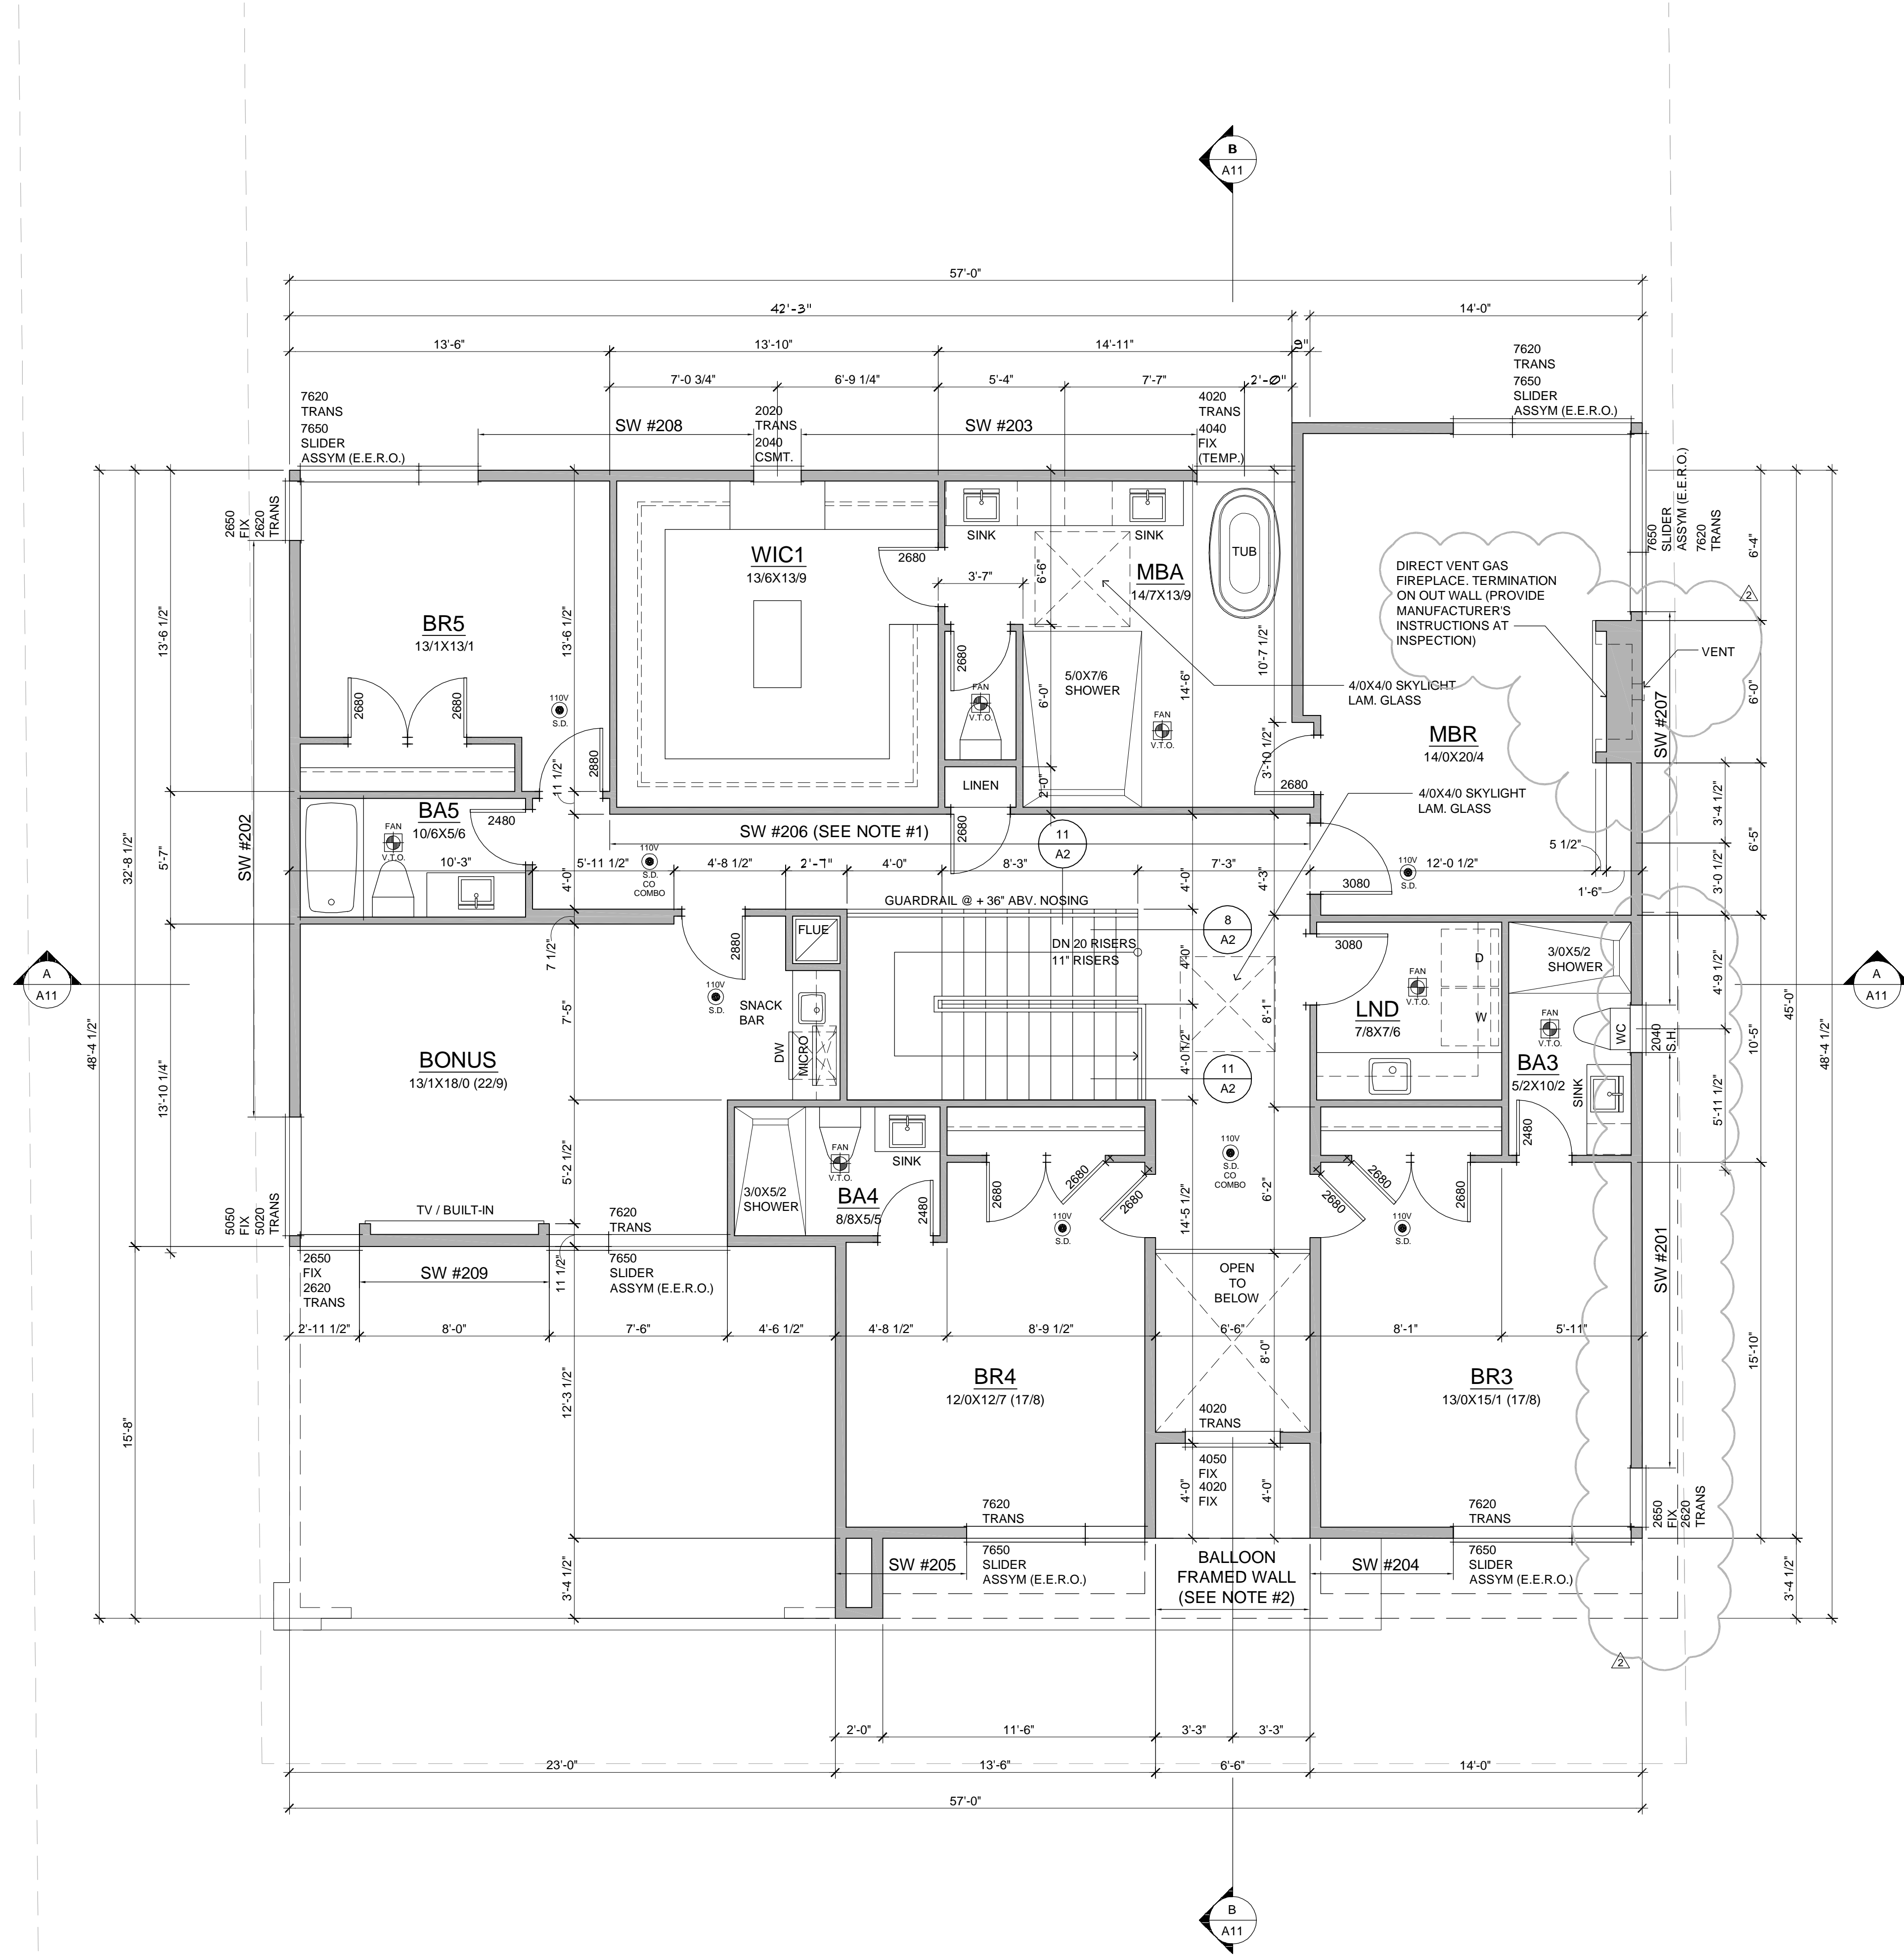 B
A11
57'-0"
42'-3"
14'-0"
13'-6"
13'-10"
14'-11"
6"
7'-0 3/4"
6'-9 1/4"
5'-4"
7'-7"
2'-0"
7620
TRANS
7650
SLIDER
ASSYM (E.E.R.O.)
SW #208
2020
TRANS
2040
CSMT.
SW #203
4020
TRANS
4040
FIX
(TEMP.)
7620
TRANS
7650
SLIDER
ASSYM (E.E.R.O.)
2650
FIX
2620
TRANS
7650
SLIDER
ASSYM (E.E.R.O.)
7620
TRANS
BR5
13/1X13/1
13'-6 1/2"
13'-6 1/2"
2680
2680
110V
S.D.
2880
11 1/2"
WIC1
13/6X13/9
2680
SINK
SINK
3'-7"
6'-6"
MBA
14/7X13/9
TUB
2680
FAN
V.T.O.
6'-0"
5/0X7/6
SHOWER
14'-6"
10'-7 1/2"
FAN
V.T.O.
3'-10 1/2"
2680
LINEN
2'-0"
2680
DIRECT VENT GAS
FIREPLACE. TERMINATION
ON OUT WALL (PROVIDE
MANUFACTURER'S
INSTRUCTIONS AT
INSPECTION)
2
VENT
4/0X4/0 SKYLIGHT
LAM. GLASS
MBR
14/0X20/4
4/0X4/0 SKYLIGHT
LAM. GLASS
SW #207
6'-4"
6'-0"
6'-5"
3'-4 1/2"
3'-0 1/2"
5 1/2"
1'-6"
12'-0 1/2"
110V
S.D.
3080
BA5
10/6X5/6
FAN
V.T.O.
2480
10'-3"
SW #202
32'-8 1/2"
5'-7"
SW #206 (SEE NOTE #1)
11
A2
110V
S.D.
CO
COMBO
5'-11 1/2"
4'-8 1/2"
2'-7"
4'-0"
8'-3"
7'-3"
4'-0"
4'-0"
4'-3"
GUARDRAIL @ + 36" ABV. NOSING
DN 20 RISERS
11" RISERS
8
A2
4'-0"
4'-0 1/2"
8'-1"
11
A2
FLUE
2880
110V
S.D.
SNACK
BAR
DW
MICRO
7 1/2"
7'-5"
A
A11
A
A11
48'-4 1/2"
13'-10 1/4"
BONUS
13/1X18/0 (22/9)
5'-2 1/2"
TV / BUILT-IN
3080
D
W
FAN
V.T.O.
LND
7/8X7/6
3/0X5/2
SHOWER
FAN
V.T.O.
WC
2040
S.H.
BA3
5/2X10/2
SINK
2480
4'-9 1/2"
5'-11 1/2"
10'-5"
45'-0"
48'-4 1/2"
3/0X5/2
SHOWER
FAN
V.T.O.
SINK
BA4
8/8X5/5
2480
2680
2680
2680
110V
S.D.
110V
S.D.
CO
COMBO
14'-5 1/2"
6'-2"
2680
2680
2680
110V
S.D.
5050
FIX
5020
TRANS
2650
FIX
2620
TRANS
SW #209
11 1/2"
7620
TRANS
7650
SLIDER
ASSYM (E.E.R.O.)
OPEN
TO
BELOW
SW #201
2'-11 1/2"
8'-0"
7'-6"
4'-6 1/2"
4'-8 1/2"
8'-9 1/2"
6'-6"
8'-1"
5'-11"
8'-0"
BR4
12/0X12/7 (17/8)
BR3
13/0X15/1 (17/8)
15'-8"
12'-3 1/2"
15'-10"
4020
TRANS
4050
FIX
4020
FIX
4'-0"
4'-0"
7620
TRANS
7620
TRANS
2650
FIX
2620
TRANS
SW #205
7650
SLIDER
ASSYM (E.E.R.O.)
BALLOON
FRAMED WALL
(SEE NOTE #2)
SW #204
7650
SLIDER
ASSYM (E.E.R.O.)
3'-4 1/2"
3'-4 1/2"
2
2'-0"
11'-6"
3'-3"
3'-3"
23'-0"
13'-6"
6'-6"
14'-0"
57'-0"
B
A11